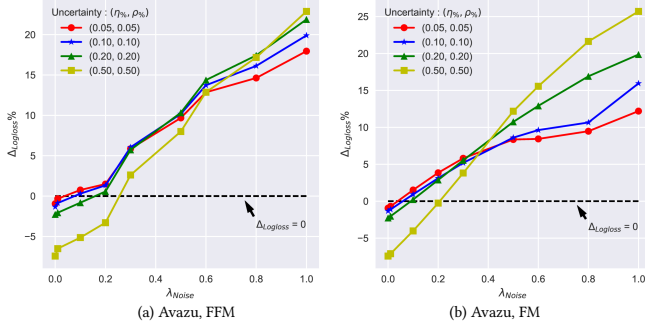 Uncertainty : (η%, ρ%)
(0.05, 0.05)
(0.10, 0.10)
(0.20, 0.20)
(0.50, 0.50)
20
15
10
5
0
−5
Δ_Logloss %
Δ_Logloss = 0
0.0 0.2 0.4 0.6 0.8 1.0
λ_Noise
(a) Avazu, FFM
Uncertainty : (η%, ρ%)
(0.05, 0.05)
(0.10, 0.10)
(0.20, 0.20)
(0.50, 0.50)
25
20
15
10
5
0
−5
Δ_Logloss %
Δ_Logloss = 0
0.0 0.2 0.4 0.6 0.8 1.0
λ_Noise
(b) Avazu, FM